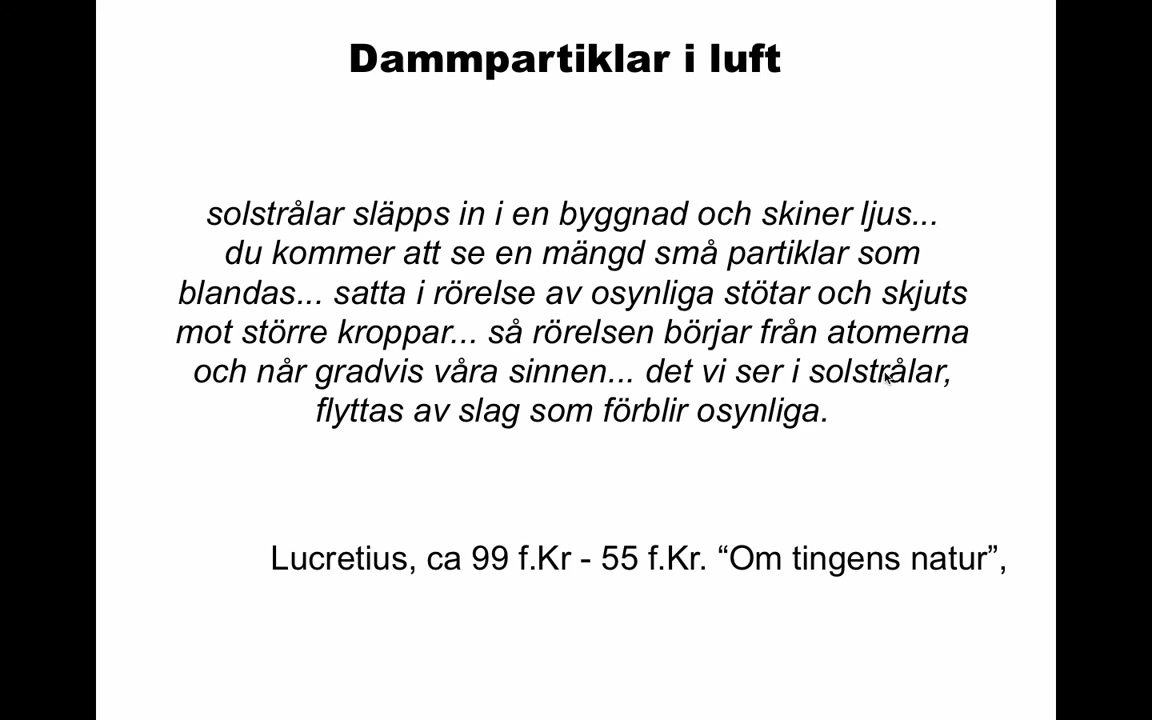 Dammpartiklar i luft
solstrålar släpps in i en byggnad och skiner ljus...
du kommer att se en mängd små partiklar som
blandas... satta i rörelse av osynliga stötar och skjuts
mot större kroppar... så rörelsen börjar från atomerna
och når gradvis våra sinnen... det vi ser i solstrålar,
flyttas av slag som förblir osynliga.
Lucretius, ca 99 f.Kr - 55 f.Kr. “Om tingens natur”,